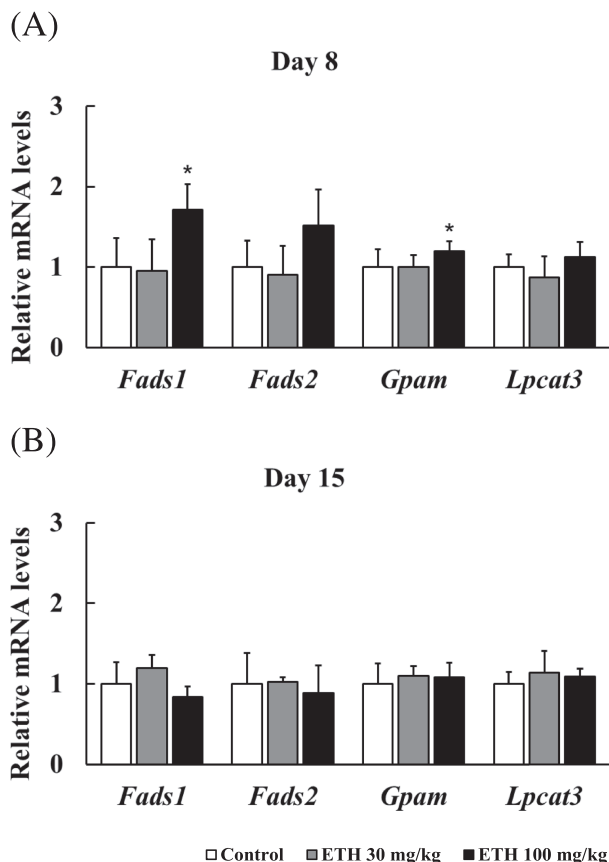 (A)
Day 8
Relative mRNA levels
3
2
1
0
*
*
Fads1 Fads2 Gpam Lpcat3
(B)
Day 15
Relative mRNA levels
3
2
1
0
Fads1 Fads2 Gpam Lpcat3
Control ETH 30 mg/kg ETH 100 mg/kg